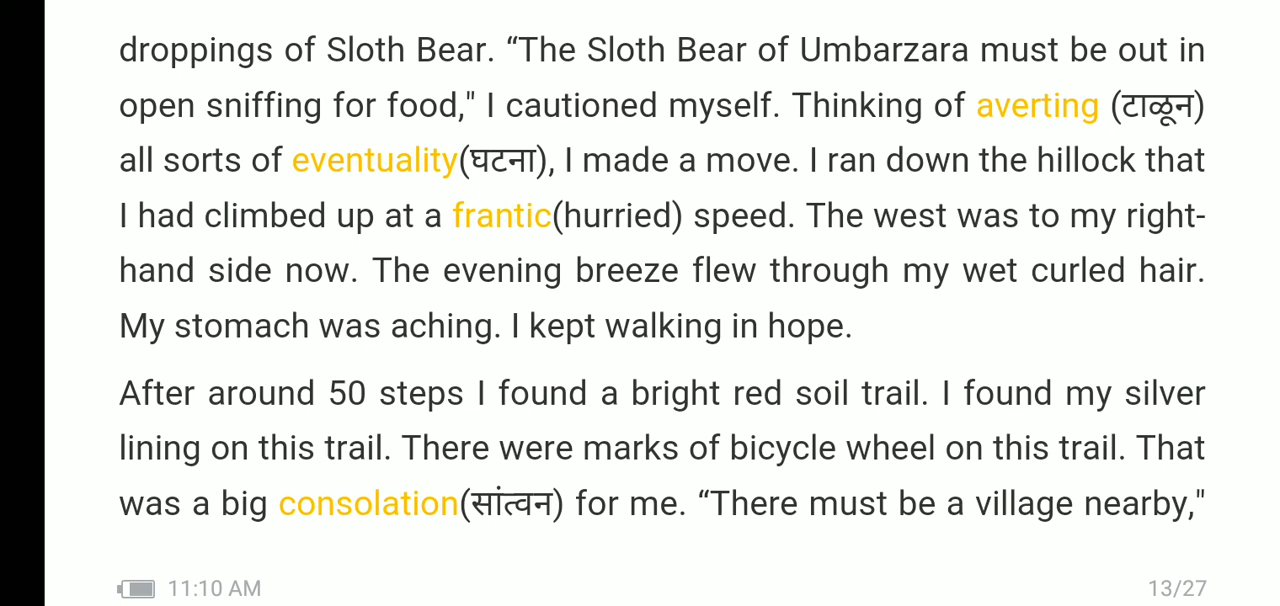 droppings of Sloth Bear. “The Sloth Bear of Umbarzara must be out in
open sniffing for food," I cautioned myself. Thinking of averting (टाळून)
all sorts of eventuality(घटना), I made a move. I ran down the hillock that
I had climbed up at a frantic(hurried) speed. The west was to my right-
hand side now. The evening breeze flew through my wet curled hair.
My stomach was aching. I kept walking in hope.
After around 50 steps I found a bright red soil trail. I found my silver
lining on this trail. There were marks of bicycle wheel on this trail. That
was a big consolation(सांत्वन) for me. “There must be a village nearby,"
11:10 AM 13/27